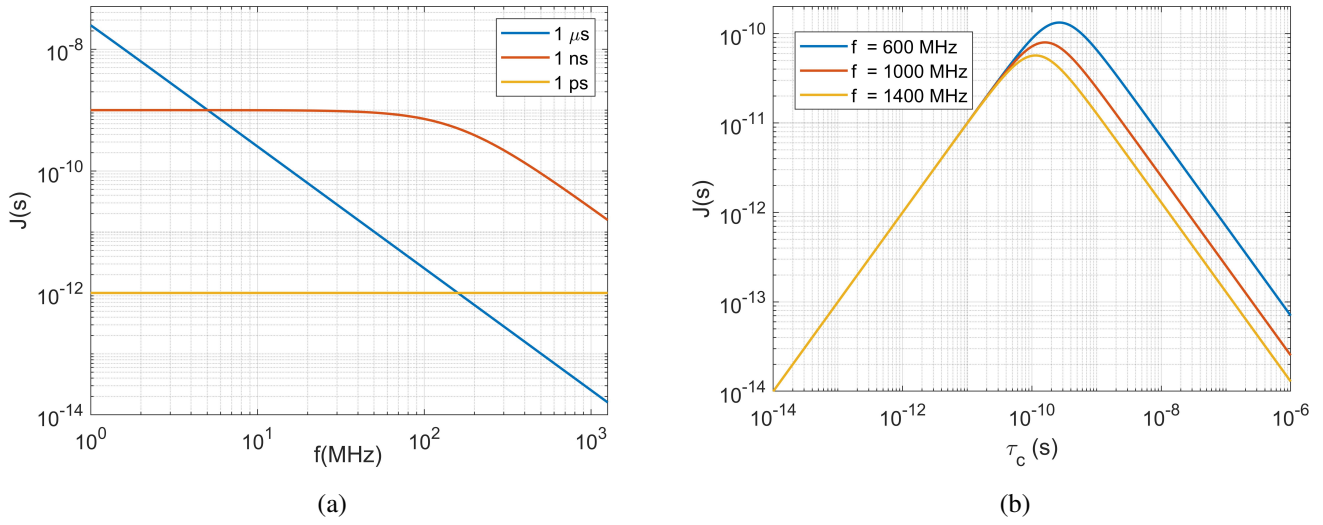 10^-8
10^-10
10^-12
10^-14
J(s)
10^0
10^1
10^2
10^3
f(MHz)
1 μs
1 ns
1 ps
(a)
10^-10
10^-11
10^-12
10^-13
10^-14
J(s)
10^-14
10^-12
10^-10
10^-8
10^-6
τ_c (s)
f = 600 MHz
f = 1000 MHz
f = 1400 MHz
(b)